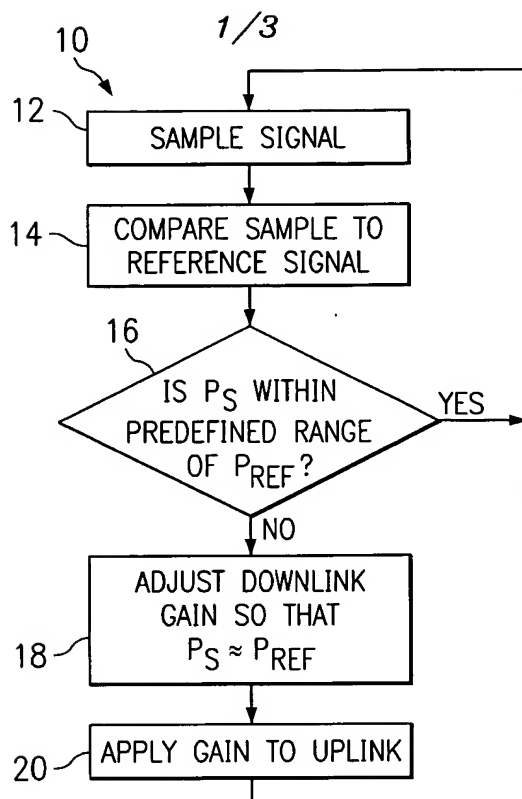 1/3
10
12
SAMPLE SIGNAL
14
COMPARE SAMPLE TO
REFERENCE SIGNAL
16
IS PS WITHIN
PREDEFINED RANGE
OF PREF?
YES
NO
ADJUST DOWNLINK
GAIN SO THAT
PS ≈ PREF
18
APPLY GAIN TO UPLINK
20